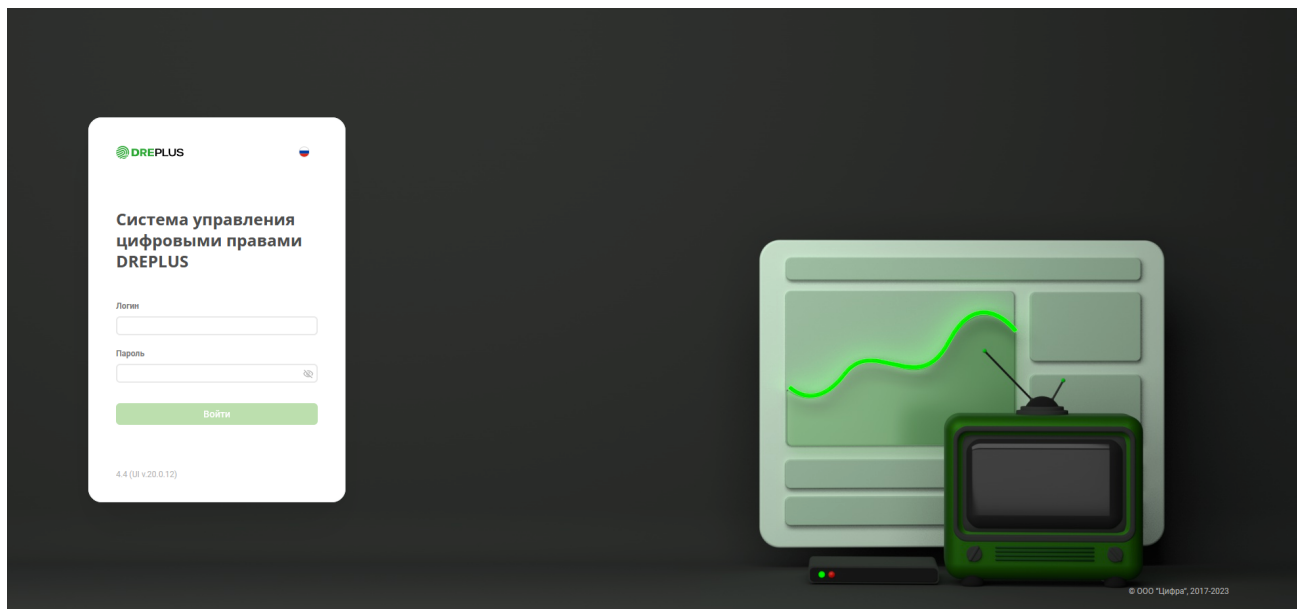 DREPLUS
Система управления
цифровыми правами
DREPLUS
Логин
Пароль
Войти
4.4 (UI v.20.0.12)
© ООО "Цифра", 2017-2023